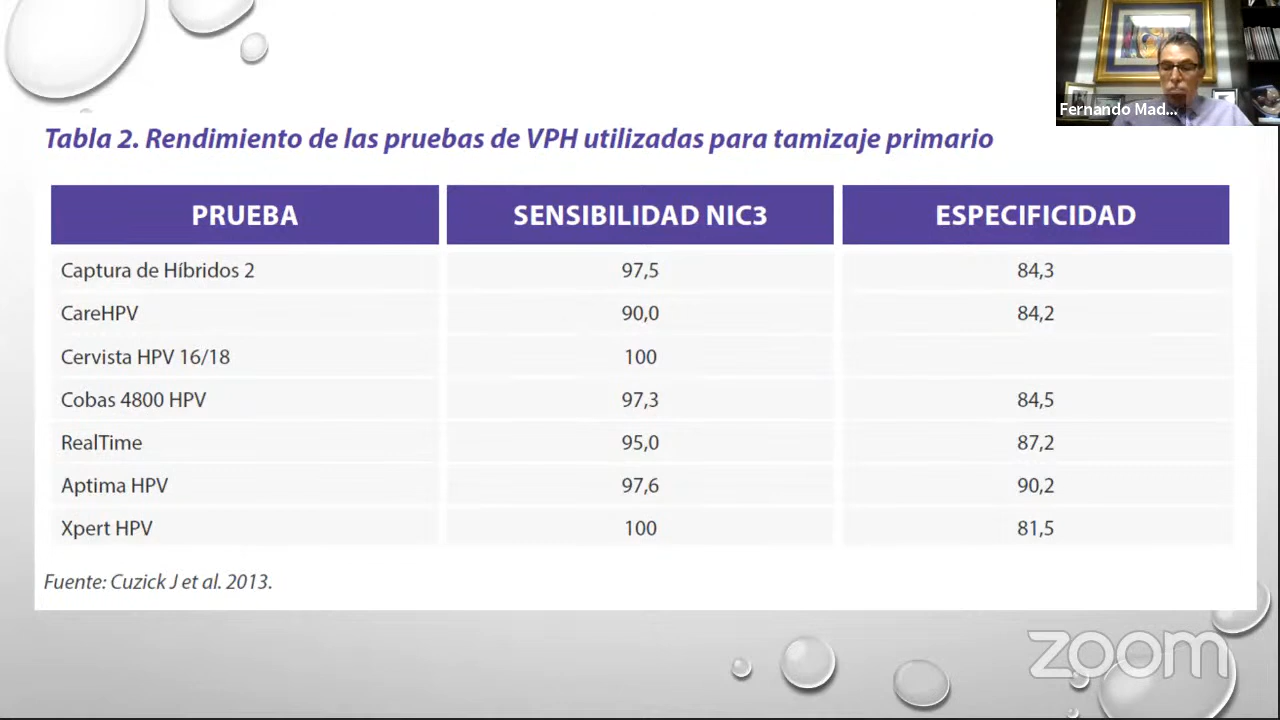 Fernando Mad...
Tabla 2. Rendimiento de las pruebas de VPH utilizadas para tamizaje primario
PRUEBA SENSIBILIDAD NIC3 ESPECIFICIDAD
Captura de Híbridos 2 97,5 84,3
CareHPV 90,0 84,2
Cervista HPV 16/18 100
Cobas 4800 HPV 97,3 84,5
RealTime 95,0 87,2
Aptima HPV 97,6 90,2
Xpert HPV 100 81,5
Fuente: Cuzick J et al. 2013.
zoom